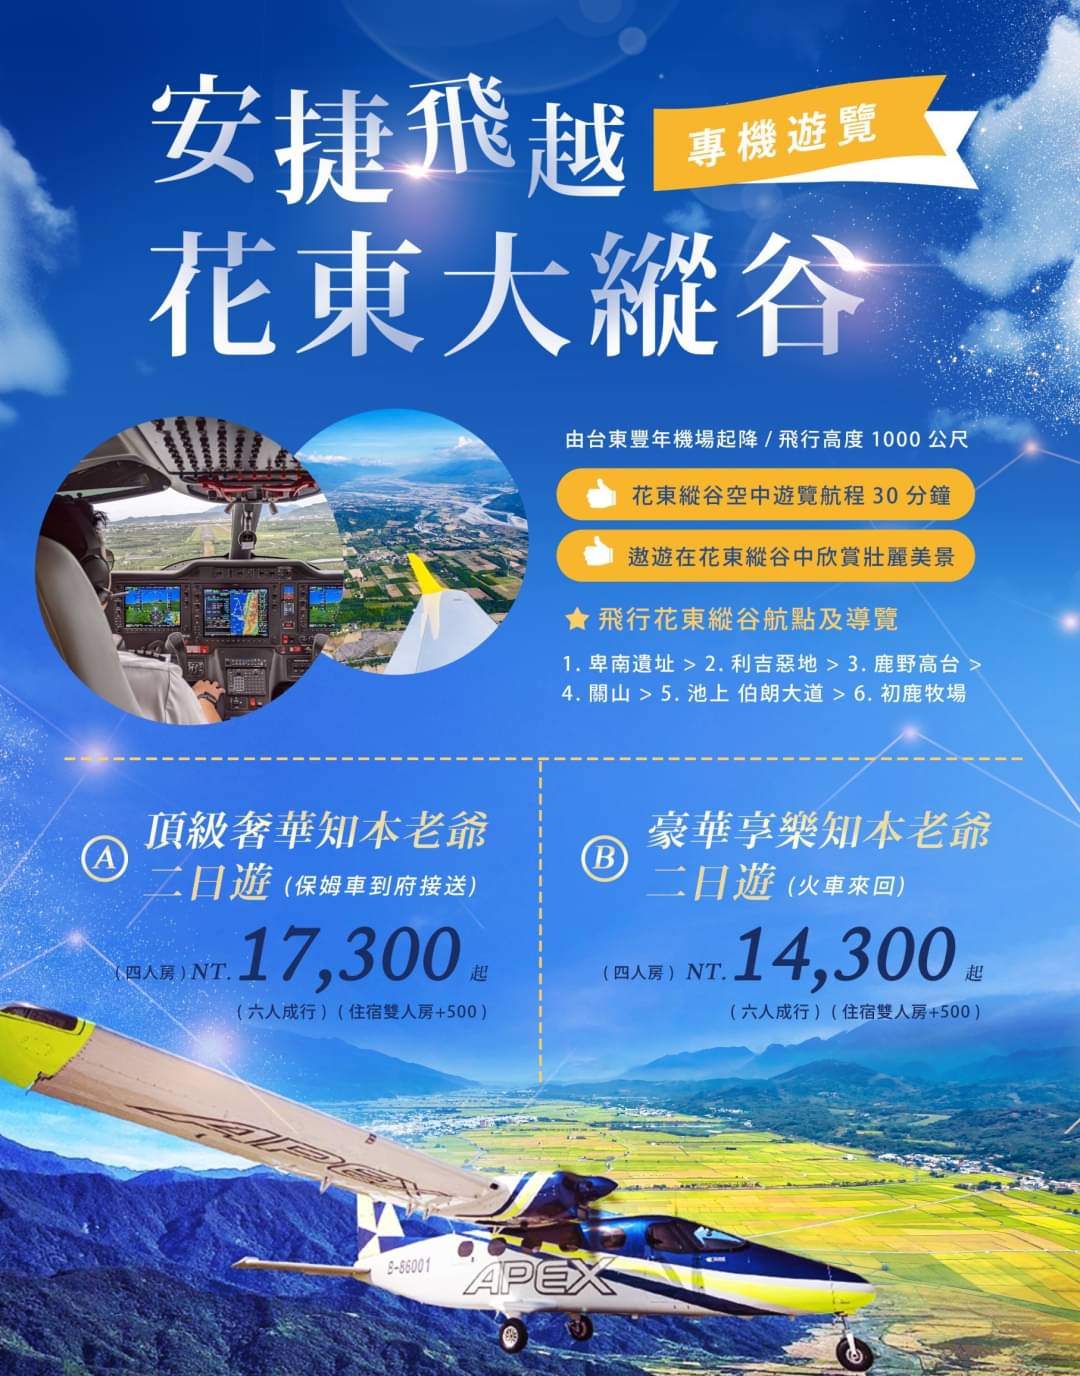 安捷飛越
專機遊覽
花東大縱谷
由台東豐年機場起降 / 飛行高度 1000 公尺
花東縱谷空中遊覽航程 30 分鐘
遨遊在花東縱谷中欣賞壯麗美景
★ 飛行花東縱谷航點及導覽
1. 卑南遺址 > 2. 利吉惡地 > 3. 鹿野高台 >
4. 關山 > 5. 池上 伯朗大道 > 6. 初鹿牧場
A
頂級奢華知本老爺
二日遊 (保姆車到府接送)
(四人房) NT. 17,300 起
(六人成行) (住宿雙人房+500)
B
豪華享樂知本老爺
二日遊 (火車來回)
(四人房) NT. 14,300 起
(六人成行) (住宿雙人房+500)
APEX
B-86001
APEX